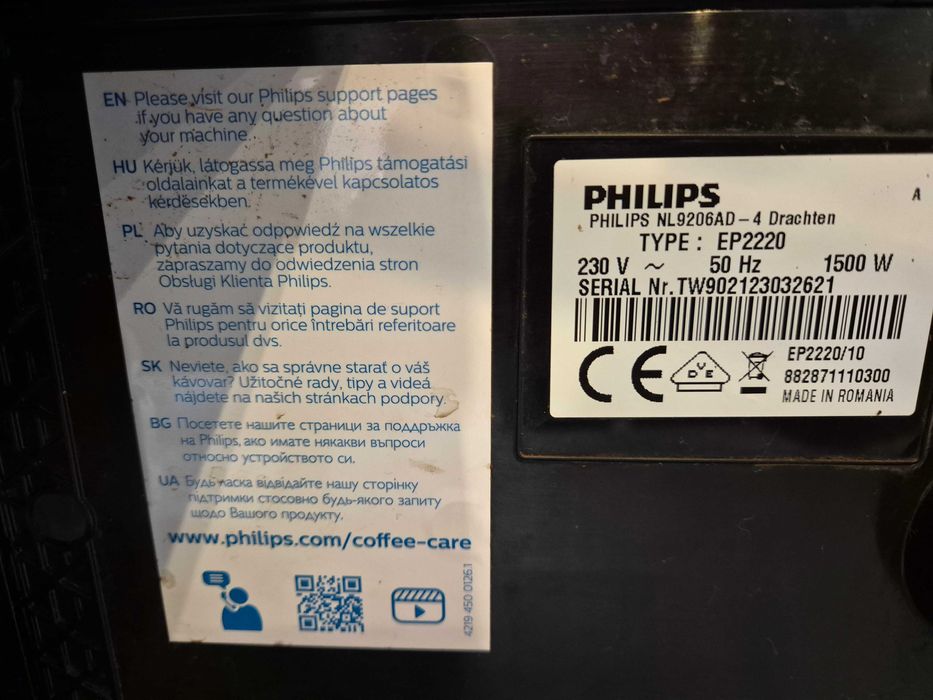 EN Please visit our Philips support pages
if you have any question about
your machine.
HU Kérjük, látogassa meg Philips támogatási
oldalainkat a termékével kapcsolatos
kérdésekben.
PL Aby uzyskać odpowiedź na wszelkie
pytania dotyczące produktu,
zapraszamy do odwiedzenia stron
Obsługi Klienta Philips.
RO Vă rugăm să vizitați pagina de suport
Philips pentru orice întrebări referitoare
la produsul dvs.
SK Neviete, ako sa správne starať o váš
kávovar? Užitočné rady, tipy a videá
nájdete na našich stránkach podpory.
BG Посетете нашите страници за поддръжка
на Philips, ако имате някакви въпроси
относно устройството си.
UA Будь ласка відвідайте нашу сторінку
підтримки стосовно будь-якого запиту
щодо Вашого продукту.
www.philips.com/coffee-care
4219 450 0126.1
PHILIPS A
PHILIPS NL9206AD-4 Drachten
TYPE : EP2220
230 V ~ 50 Hz 1500 W
SERIAL Nr. TW902123032621
CE DVE EP2220/10
882871110300
MADE IN ROMANIA